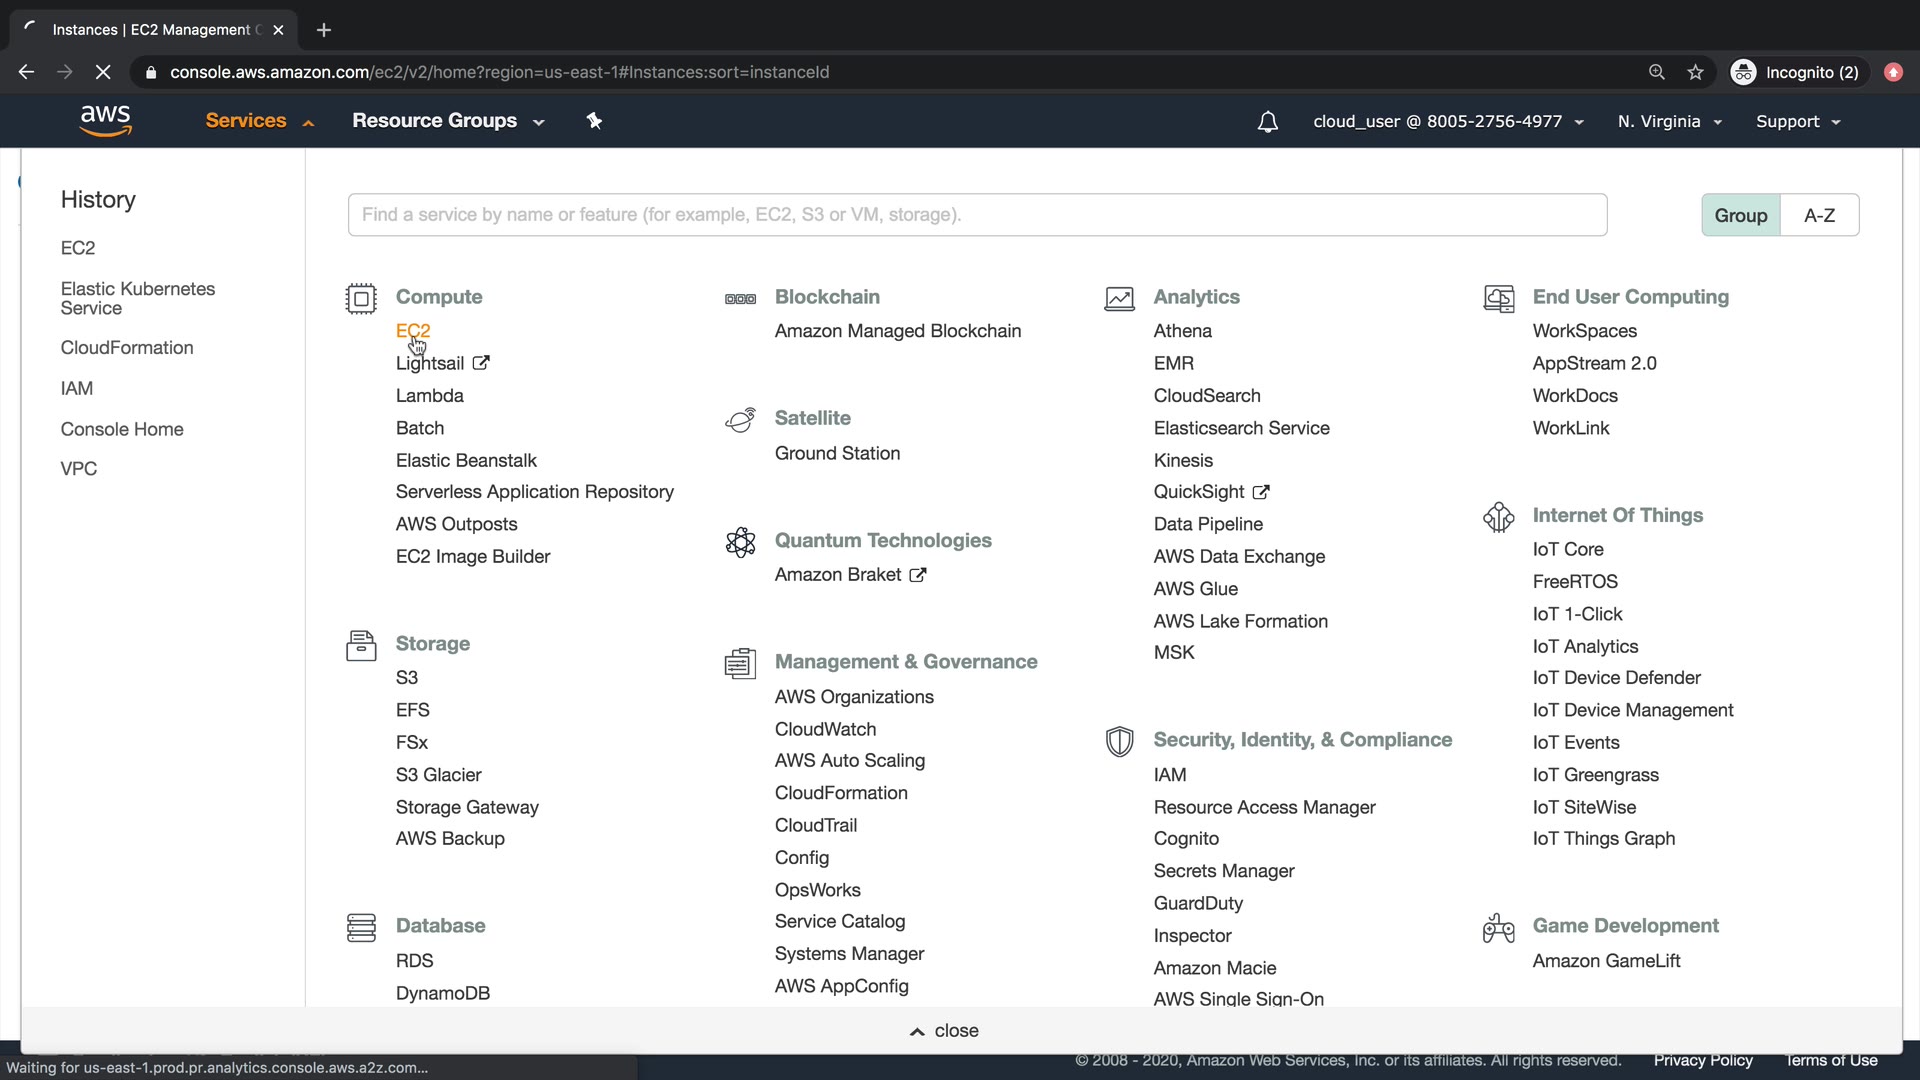 Instances | EC2 Management C
console.aws.amazon.com/ec2/v2/home?region=us-east-1#Instances:sort=instanceId
Incognito (2)
aws
Services
Resource Groups
cloud_user @ 8005-2756-4977
N. Virginia
Support
History
EC2
Elastic Kubernetes
Service
CloudFormation
IAM
Console Home
VPC
Find a service by name or feature (for example, EC2, S3 or VM, storage).
Group
A-Z
Compute
EC2
Lightsail
Lambda
Batch
Elastic Beanstalk
Serverless Application Repository
AWS Outposts
EC2 Image Builder
Storage
S3
EFS
FSx
S3 Glacier
Storage Gateway
AWS Backup
Database
RDS
DynamoDB
Blockchain
Amazon Managed Blockchain
Satellite
Ground Station
Quantum Technologies
Amazon Braket
Management & Governance
AWS Organizations
CloudWatch
AWS Auto Scaling
CloudFormation
CloudTrail
Config
OpsWorks
Service Catalog
Systems Manager
AWS AppConfig
Analytics
Athena
EMR
CloudSearch
Elasticsearch Service
Kinesis
QuickSight
Data Pipeline
AWS Data Exchange
AWS Glue
AWS Lake Formation
MSK
Security, Identity, & Compliance
IAM
Resource Access Manager
Cognito
Secrets Manager
GuardDuty
Inspector
Amazon Macie
AWS Single Sign-On
End User Computing
WorkSpaces
AppStream 2.0
WorkDocs
WorkLink
Internet Of Things
IoT Core
FreeRTOS
IoT 1-Click
IoT Analytics
IoT Device Defender
IoT Device Management
IoT Events
IoT Greengrass
IoT SiteWise
IoT Things Graph
Game Development
Amazon GameLift
close
Waiting for us-east-1.prod.pr.analytics.console.aws.a2z.com...
© 2008 - 2020, Amazon Web Services, Inc. or its affiliates. All rights reserved.
Privacy Policy
Terms of Use